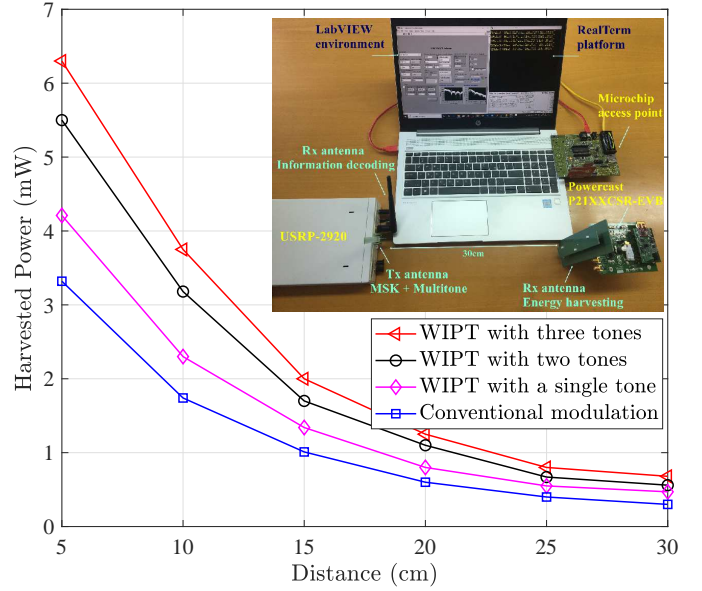 7
6
5
4
3
2
1
0
Harvested Power (mW)
5
10
15
20
25
30
Distance (cm)
LabVIEW
environment
RealTerm
platform
Microchip
access point
Rx antenna
Information decoding
Powercast
P21XXCSR-EVB
USRP-2920
30cm
Tx antenna
MSK + Multitone
Rx antenna
Energy harvesting
WIPT with three tones
WIPT with two tones
WIPT with a single tone
Conventional modulation